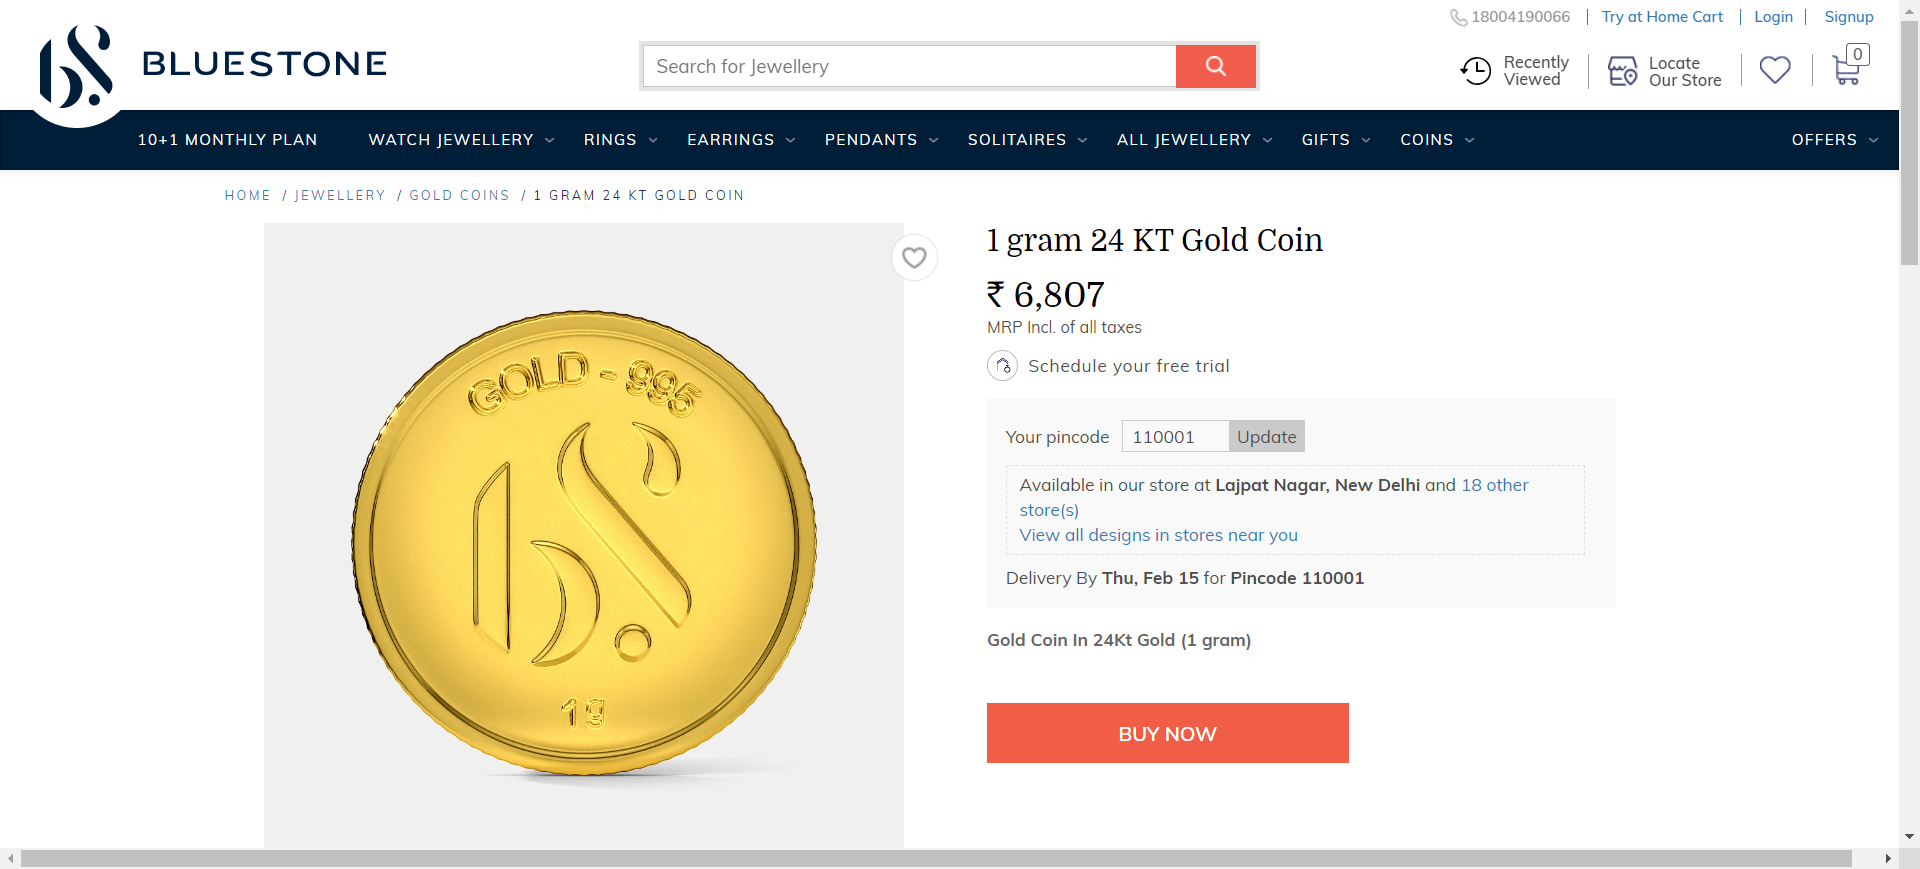 18004190066
Try at Home Cart
Login
Signup
BLUESTONE
Search for Jewellery
Recently
Viewed
Locate
Our Store
0
10+1 MONTHLY PLAN
WATCH JEWELLERY
RINGS
EARRINGS
PENDANTS
SOLITAIRES
ALL JEWELLERY
GIFTS
COINS
OFFERS
HOME / JEWELLERY / GOLD COINS / 1 GRAM 24 KT GOLD COIN
GOLD - 995
1g
1 gram 24 KT Gold Coin
₹ 6,807
MRP Incl. of all taxes
Schedule your free trial
Your pincode 110001 Update
Available in our store at Lajpat Nagar, New Delhi and 18 other
store(s)
View all designs in stores near you
Delivery By Thu, Feb 15 for Pincode 110001
Gold Coin In 24Kt Gold (1 gram)
BUY NOW